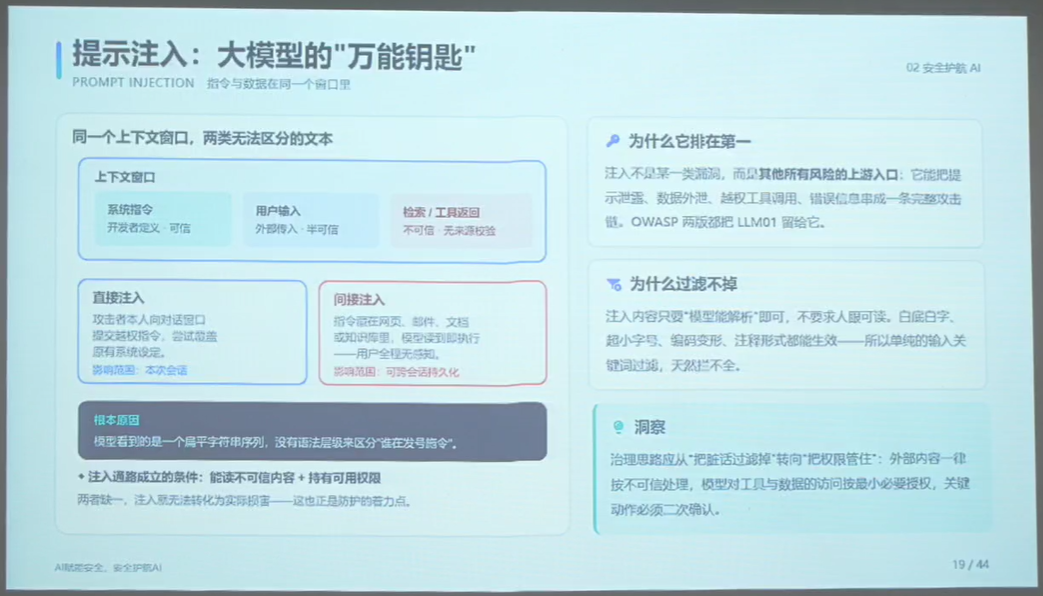 提示注入：大模型的"万能钥匙"
PROMPT INJECTION 指令与数据在同一个窗口里
02 安全护航 AI
同一个上下文窗口，两类无法区分的文本
上下文窗口
系统指令
开发者定义 · 可信
用户输入
外部传入 · 半可信
检索 / 工具返回
不可信 · 无来源校验
直接注入
攻击者本人向对话窗口
提交越权指令，尝试覆盖
原有系统设定。
影响范围：本次会话
间接注入
指令藏在网页、邮件、文档
或知识库里，模型读到即执行
——用户全程无感知。
影响范围：可跨会话持久化
根本原因
模型看到的是一个扁平字符串序列，没有语法层级来区分"谁在发号施令"。
注入通路成立的条件：能读不可信内容 + 持有可用权限
两者缺一，注入就无法转化为实际损害——这也正是防护的着力点。
为什么它排在第一
注入不是某一类漏洞，而是其他所有风险的上游入口：它能把提
示泄露、数据外泄、越权工具调用、错误信息串成一条完整攻击
链。OWASP 两版都把 LLM01 留给它。
为什么过滤不掉
注入内容只要"模型能解析"即可，不要求人眼可读。白底白字、
超小字号、编码变形、注释形式都能生效——所以单纯的输入关
键词过滤，天然拦不全。
洞察
治理思路应从"把脏话过滤掉"转向"把权限管住"：外部内容一律
按不可信处理，模型对工具与数据的访问按最小必要授权，关键
动作必须二次确认。
AI赋能安全，安全护航AI
19 / 44